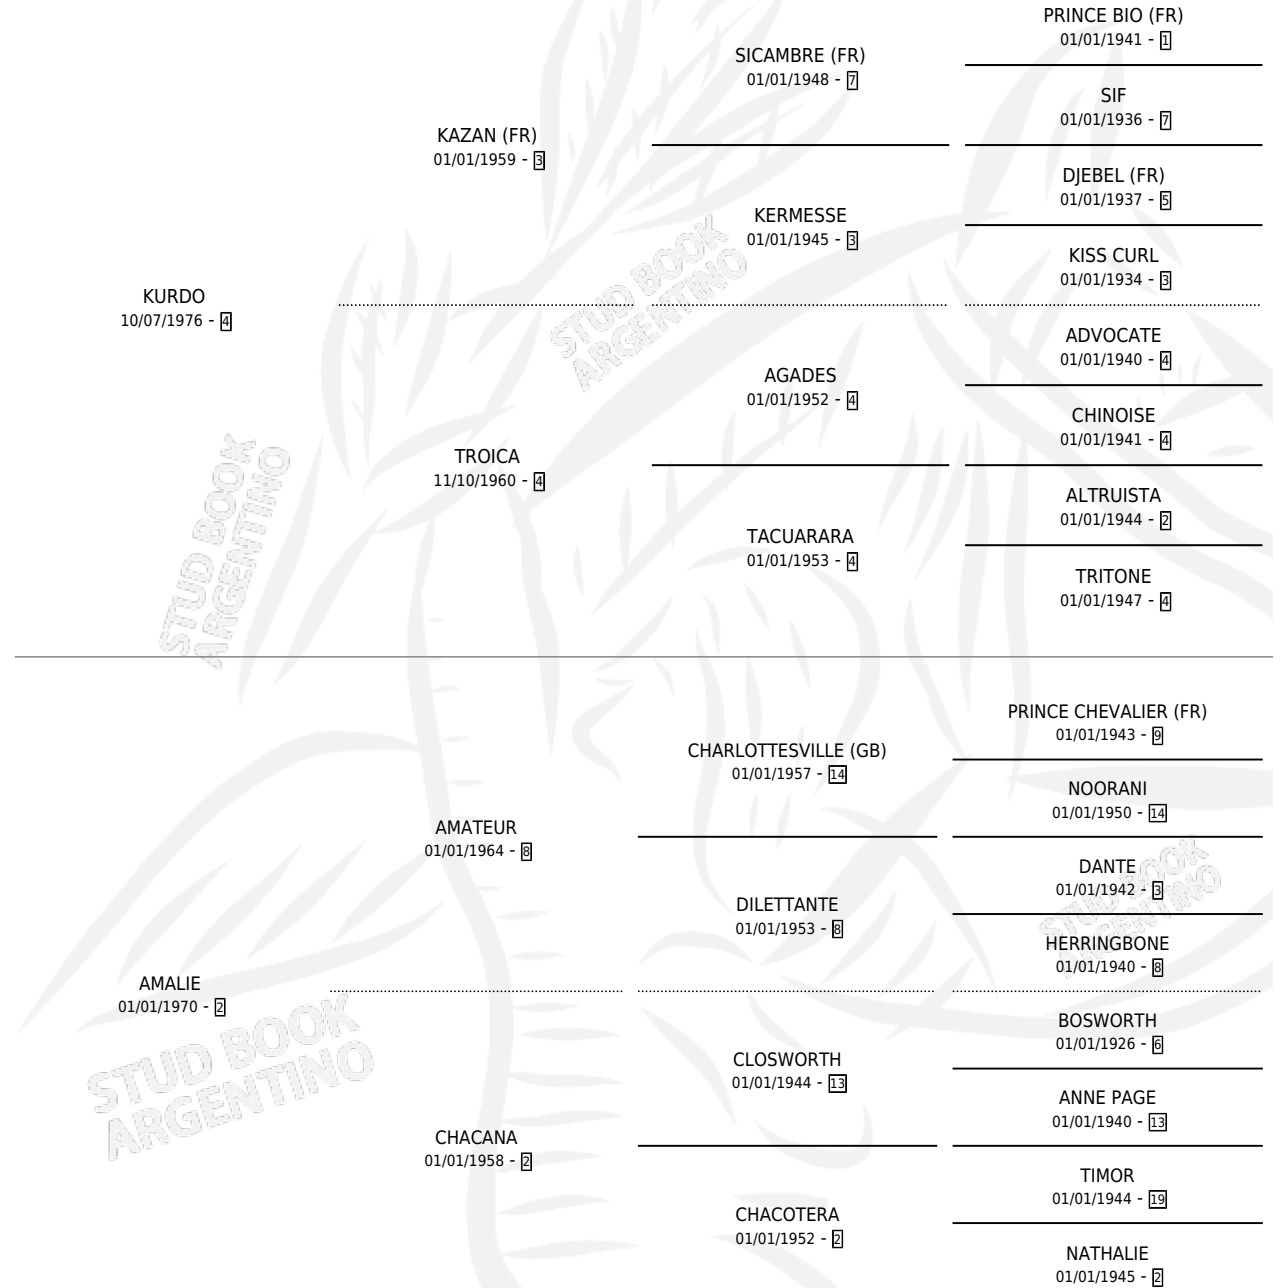 PRINCE BIO (FR)
01/01/1941 - 1
SICAMBRE (FR)
01/01/1948 - 7
SIF
01/01/1936 - 7
KAZAN (FR)
01/01/1959 - 3
DJEBEL (FR)
01/01/1937 - 5
KERMESSE
01/01/1945 - 3
KISS CURL
01/01/1934 - 3
KURDO
10/07/1976 - 4
ADVOCATE
01/01/1940 - 4
AGADES
01/01/1952 - 4
CHINOISE
01/01/1941 - 4
TROICA
11/10/1960 - 4
ALTRUISTA
01/01/1944 - 2
TACUARARA
01/01/1953 - 4
TRITONE
01/01/1947 - 4
PRINCE CHEVALIER (FR)
01/01/1943 - 9
CHARLOTTESVILLE (GB)
01/01/1957 - 14
NOORANI
01/01/1950 - 14
AMATEUR
01/01/1964 - 8
DANTE
01/01/1942 - 3
DILETTANTE
01/01/1953 - 8
HERRINGBONE
01/01/1940 - 8
AMALIE
01/01/1970 - 2
BOSWORTH
01/01/1926 - 6
CLOSWORTH
01/01/1944 - 13
ANNE PAGE
01/01/1940 - 13
CHACANA
01/01/1958 - 2
TIMOR
01/01/1944 - 19
CHACOTERA
01/01/1952 - 2
NATHALIE
01/01/1945 - 2
STUD BOOK
ARGENTINO
STUD BOOK
ARGENTINO
STUD BOOK
ARGENTINO
STUD BOOK
ARGENTINO